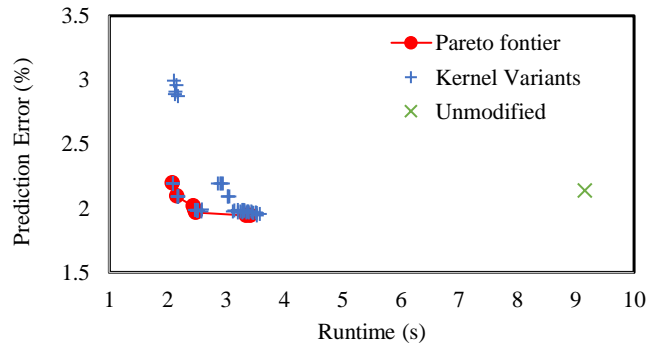 3.5
3
2.5
2
1.5
Prediction Error (%)
Pareto fontier
Kernel Variants
Unmodified
1 2 3 4 5 6 7 8 9 10
Runtime (s)